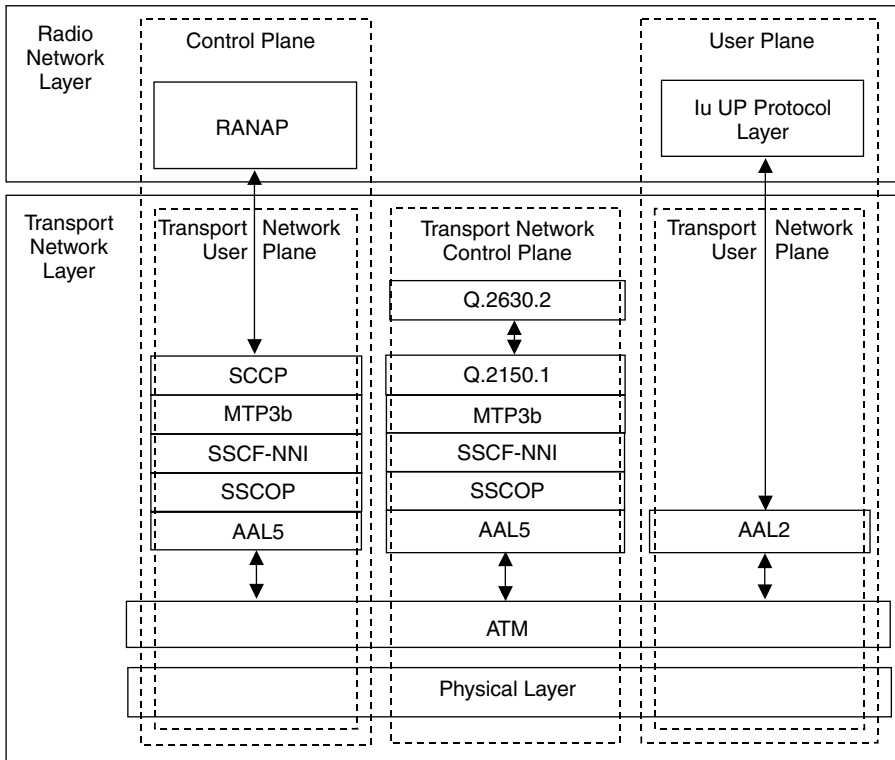 Radio
Network
Layer
Control Plane
User Plane
RANAP
Iu UP Protocol
Layer
Transport
Network
Layer
Transport Network
User Plane
Transport Network
Control Plane
Transport Network
User Plane
Q.2630.2
SCCP
MTP3b
SSCF-NNI
SSCOP
AAL5
Q.2150.1
MTP3b
SSCF-NNI
SSCOP
AAL5
AAL2
ATM
Physical Layer